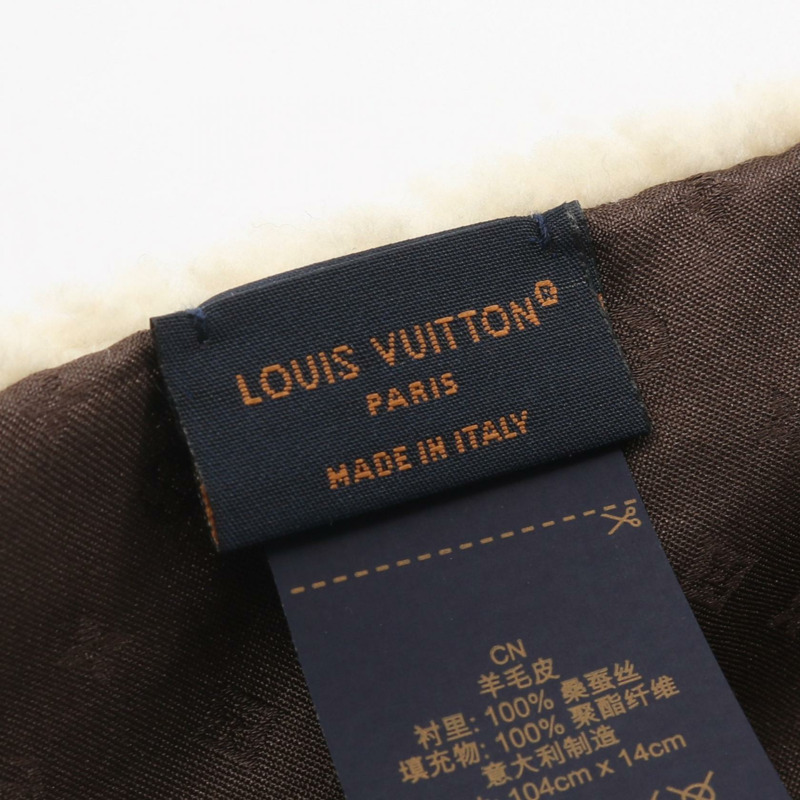 LOUIS VUITTON®
PARIS
MADE IN ITALY
CN
羊毛皮
衬里: 100% 桑蚕丝
填充物: 100% 聚酯纤维
意大利制造
: 104cm x 14cm